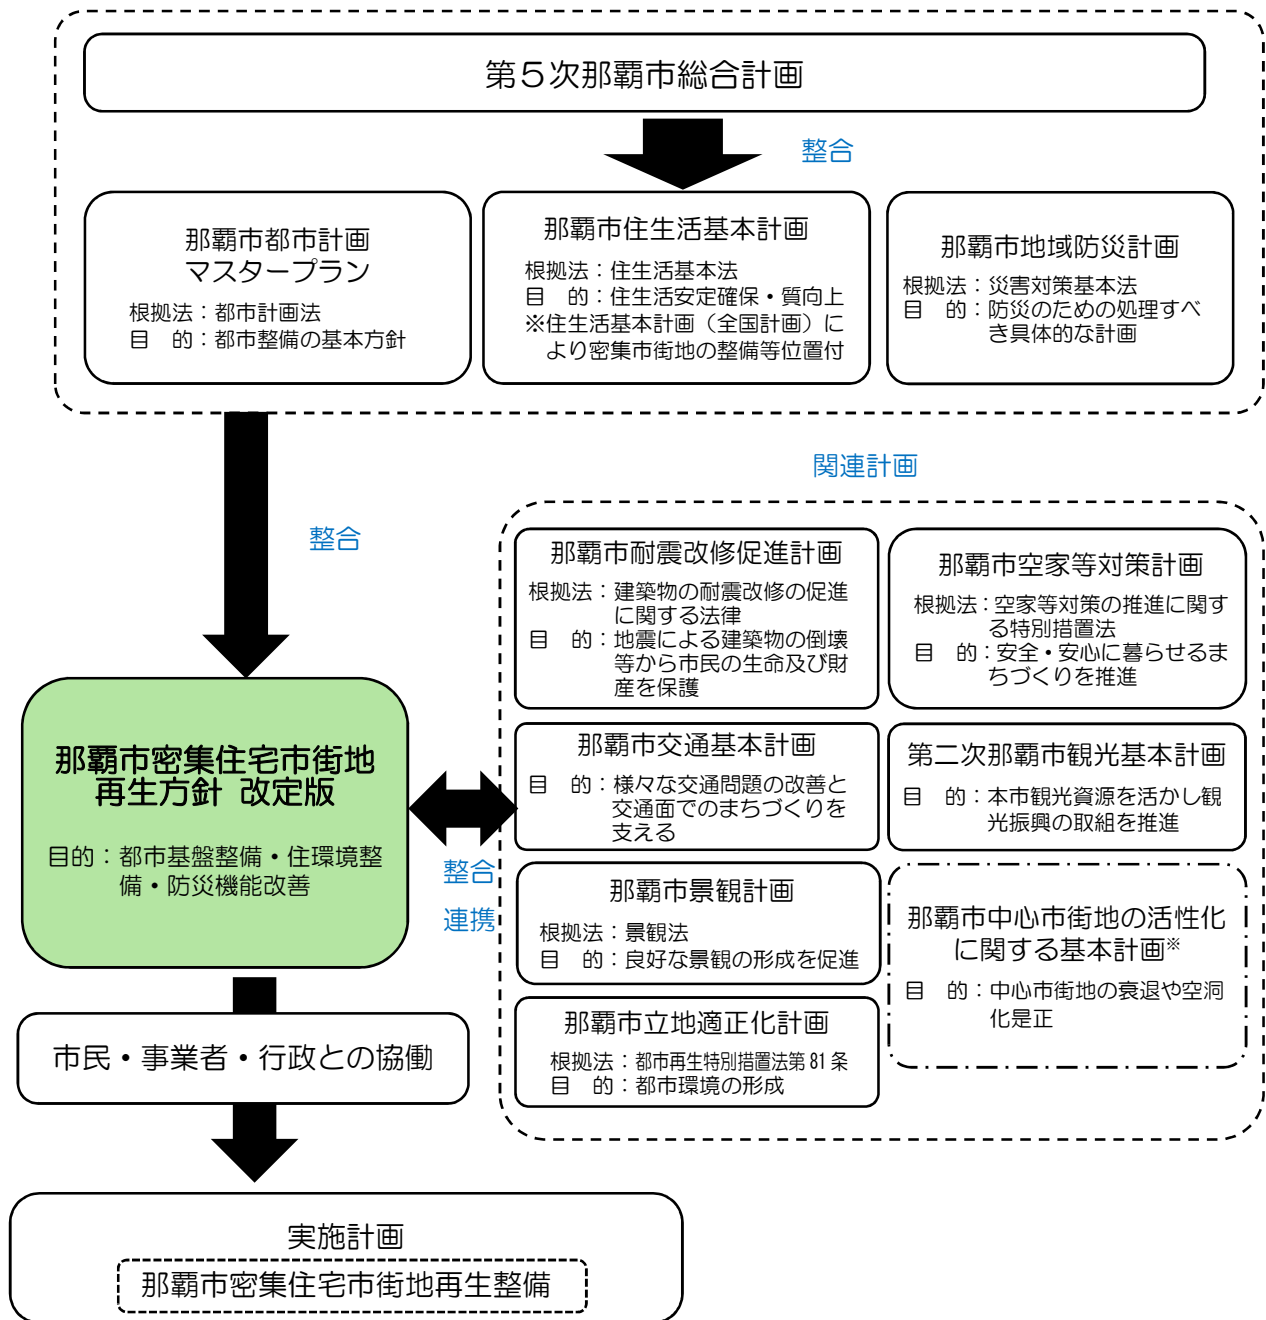 第５次那覇市総合計画
整合
那覇市都市計画
マスタープラン
根拠法：都市計画法
目　的：都市整備の基本方針
那覇市住生活基本計画
根拠法：住生活基本法
目　的：住生活安定確保・質向上
※住生活基本計画（全国計画）に
より密集市街地の整備等位置付
那覇市地域防災計画
根拠法：災害対策基本法
目　的：防災のための処理すべ
き具体的な計画
整合
関連計画
那覇市耐震改修促進計画
根拠法：建築物の耐震改修の促進
に関する法律
目　的：地震による建築物の倒壊
等から市民の生命及び財
産を保護
那覇市空家等対策計画
根拠法：空家等対策の推進に関す
る特別措置法
目　的：安全・安心に暮らせるま
ちづくりを推進
那覇市密集住宅市街地
再生方針 改定版
目的：都市基盤整備・住環境整
備・防災機能改善
整合
連携
那覇市交通基本計画
目　的：様々な交通問題の改善と
交通面でのまちづくりを
支える
第二次那覇市観光基本計画
目　的：本市観光資源を活かし観
光振興の取組を推進
那覇市景観計画
根拠法：景観法
目　的：良好な景観の形成を促進
那覇市中心市街地の活性化
に関する基本計画※
目　的：中心市街地の衰退や空洞
化是正
那覇市立地適正化計画
根拠法：都市再生特別措置法第81条
目　的：都市環境の形成
市民・事業者・行政との協働
実施計画
那覇市密集住宅市街地再生整備